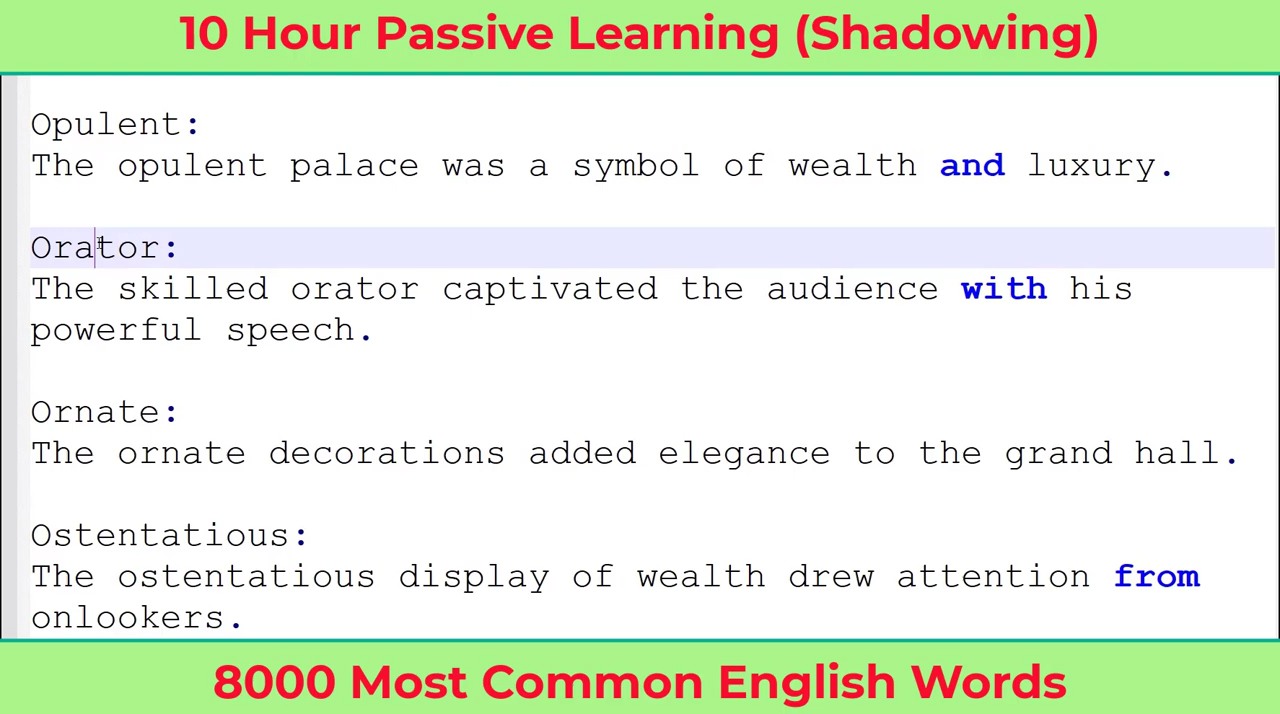 10 Hour Passive Learning (Shadowing)
Opulent:
The opulent palace was a symbol of wealth and luxury.
Orator:
The skilled orator captivated the audience with his
powerful speech.
Ornate:
The ornate decorations added elegance to the grand hall.
Ostentatious:
The ostentatious display of wealth drew attention from
onlookers.
8000 Most Common English Words